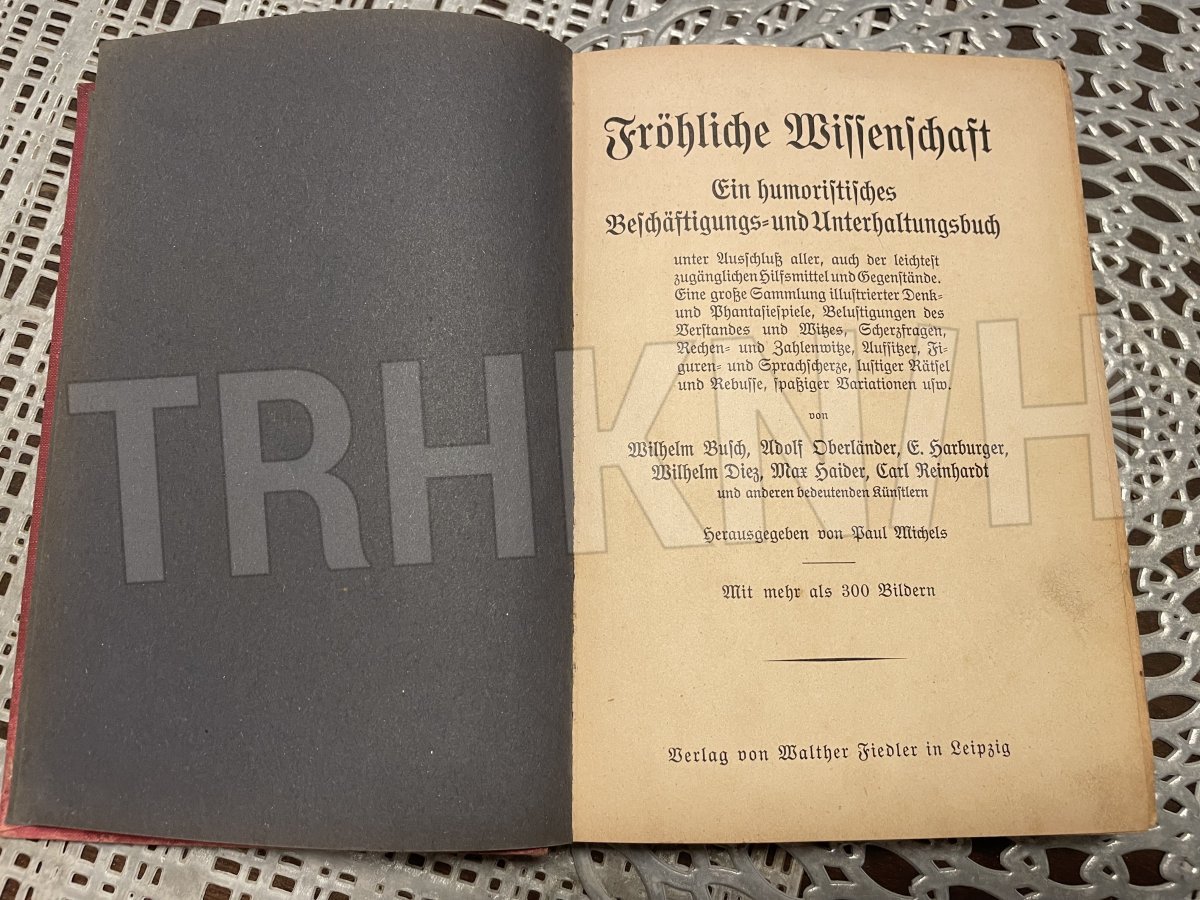 Fröhliche Wissenschaft
Ein humoristisches
Beschäftigungs- und Unterhaltungsbuch
unter Ausschluß aller, auch der leichtest
zugänglichen Hilfsmittel und Gegenstände.
Eine große Sammlung illustrierter Denk-
und Phantasiespiele, Belustigungen des
Verstandes und Witzes, Scherzfragen,
Rechen- und Zahlenwitze, Aufsitzer, Fi-
guren- und Sprachscherze, lustiger Rätsel
und Rebusse, spaßiger Variationen usw.
von
Wilhelm Busch, Adolf Oberländer, E. Harburger,
Wilhelm Diez, Max Haider, Carl Reinhardt
und anderen bedeutenden Künstlern
Herausgegeben von Paul Michels
Mit mehr als 300 Bildern
Verlag von Walther Fiedler in Leipzig
TRHKN/H